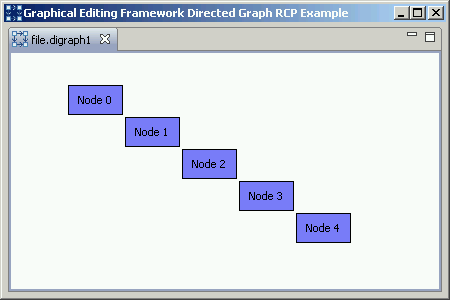 Graphical Editing Framework Directed Graph RCP Example
file.digraph1
Node 0
Node 1
Node 2
Node 3
Node 4